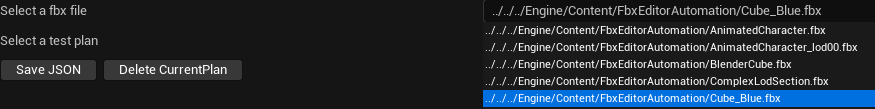 Select a fbx file
../../../Engine/Content/FbxEditorAutomation/Cube_Blue.fbx
../../../Engine/Content/FbxEditorAutomation/AnimatedCharacter.fbx
Select a test plan
../../../Engine/Content/FbxEditorAutomation/AnimatedCharacter_lod00.fbx
../../../Engine/Content/FbxEditorAutomation/BlenderCube.fbx
Save JSON
Delete CurrentPlan
../../../Engine/Content/FbxEditorAutomation/ComplexLodSection.fbx
../../../Engine/Content/FbxEditorAutomation/Cube_Blue.fbx